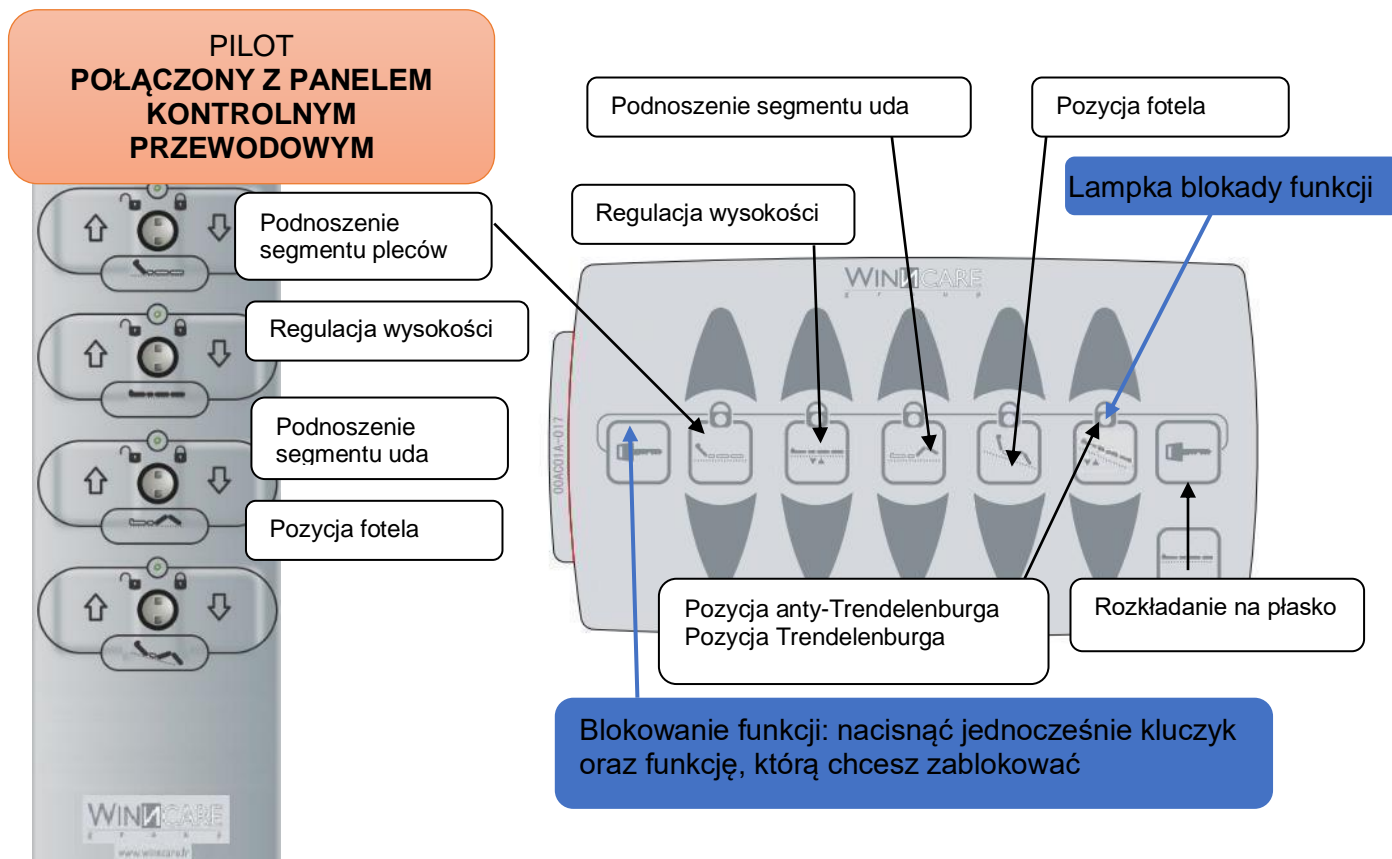 PILOT
POŁĄCZONY Z PANELEM
KONTROLNYM
PRZEWODOWYM
Podnoszenie
segmentu pleców
Regulacja wysokości
Podnoszenie
segmentu uda
Pozycja fotela
WINNCARE
g r o u p
www.winncare.fr
Podnoszenie segmentu uda
Pozycja fotela
Lampka blokady funkcji
Regulacja wysokości
WINNCARE
g r o u p
00AC01A-017
Pozycja anty-Trendelenburga
Pozycja Trendelenburga
Rozkładanie na płasko
Blokowanie funkcji: nacisnąć jednocześnie kluczyk
oraz funkcję, którą chcesz zablokować